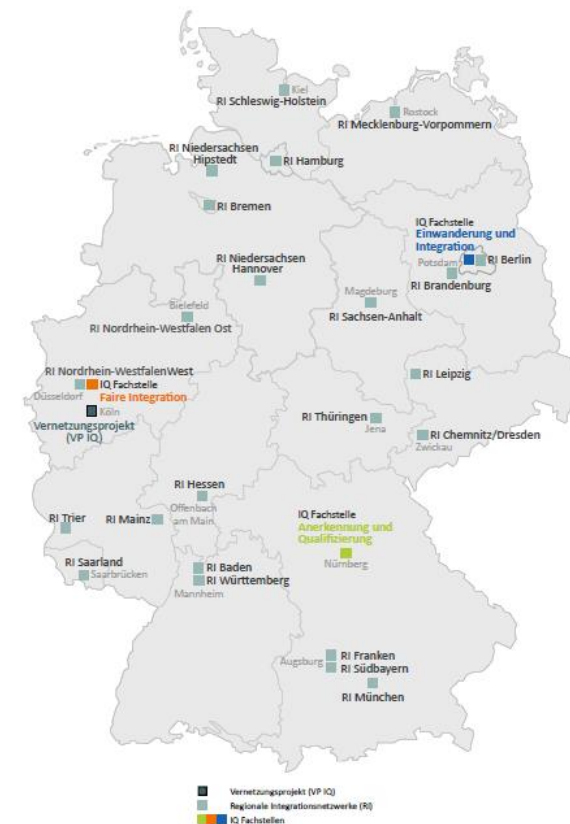 Kiel
RI Schleswig-Holstein
Rostock
RI Mecklenburg-Vorpommern
RI Niedersachsen
Hipstedt
RI Hamburg
RI Bremen
IQ Fachstelle
Einwanderung und
Integration
Potsdam
RI Berlin
RI Brandenburg
RI Niedersachsen
Hannover
Magdeburg
RI Sachsen-Anhalt
Bielefeld
RI Nordrhein-Westfalen Ost
RI Nordrhein-WestfalenWest
Düsseldorf
IQ Fachstelle
Faire Integration
Köln
Vernetzungsprojekt
(VP IQ)
RI Leipzig
RI Thüringen
Jena
RI Chemnitz/Dresden
Zwickau
RI Hessen
Offenbach
am Main
RI Trier
RI Mainz
IQ Fachstelle
Anerkennung und
Qualifizierung
Nürnberg
RI Saarland
Saarbrücken
RI Baden
RI Württemberg
Mannheim
RI Franken
Augsburg
RI Südbayern
RI München
Vernetzungsprojekt (VP IQ)
Regionale Integrationsnetzwerke (RI)
IQ Fachstellen